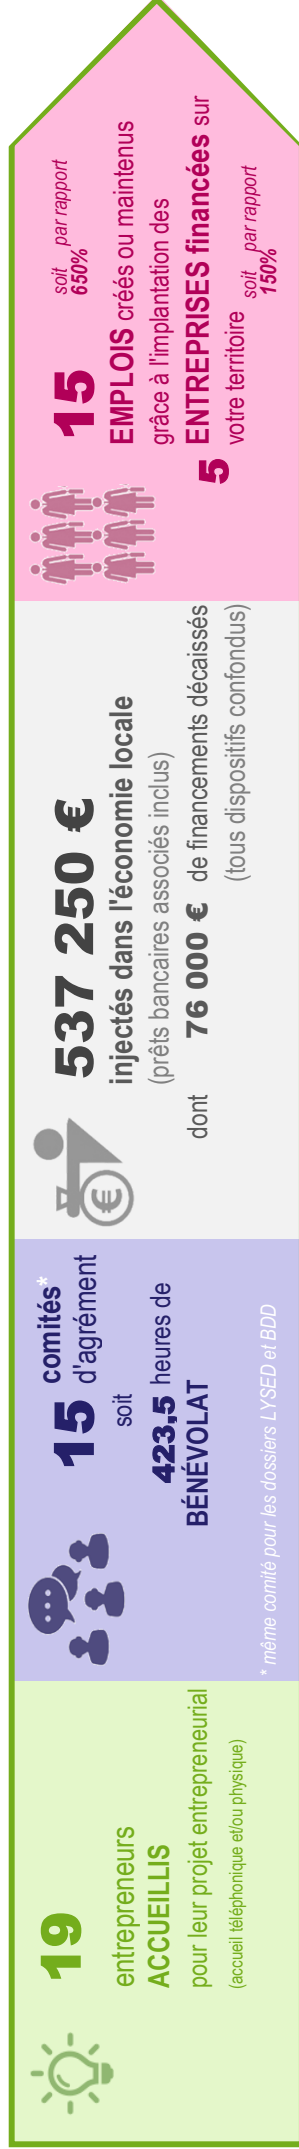 19
entrepreneurs
ACCUEILLIS
pour leur projet entrepreneurial
(accueil téléphonique et/ou physique)
15 comités*
d'agrément
soit
423,5 heures de
BÉNÉVOLAT
* même comité pour les dossiers LYSED et BDD
537 250 €
injectés dans l'économie locale
(prêts bancaires associés inclus)
dont 76 000 € de financements décaissés
(tous dispositifs confondus)
15 soit par rapport
650%
EMPLOIS créés ou maintenus
grâce à l'implantation des
5 ENTREPRISES financées sur
votre territoire soit par rapport
150%